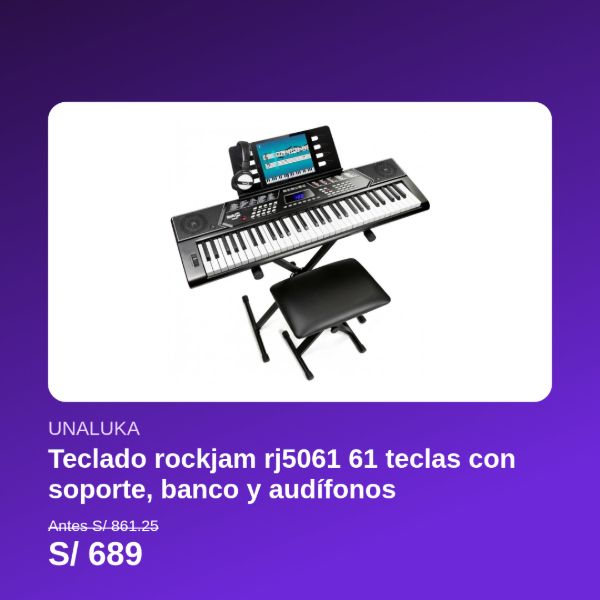 UNALUKA
Teclado rockjam rj5061 61 teclas con
soporte, banco y audífonos
Antes S/ 861.25
S/ 689